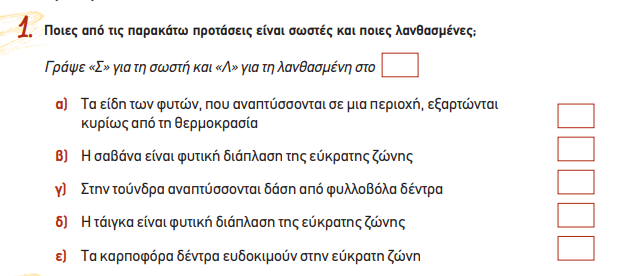 1. Ποιες από τις παρακάτω προτάσεις είναι σωστές και ποιες λανθασμένες;
Γράψε «Σ» για τη σωστή και «Λ» για τη λανθασμένη στο
α) Τα είδη των φυτών, που αναπτύσσονται σε μια περιοχή, εξαρτώνται
κυρίως από τη θερμοκρασία
β) Η σαβάνα είναι φυτική διάπλαση της εύκρατης ζώνης
γ) Στην τούνδρα αναπτύσσονται δάση από φυλλοβόλα δέντρα
δ) Η τάιγκα είναι φυτική διάπλαση της εύκρατης ζώνης
ε) Τα καρποφόρα δέντρα ευδοκιμούν στην εύκρατη ζώνη